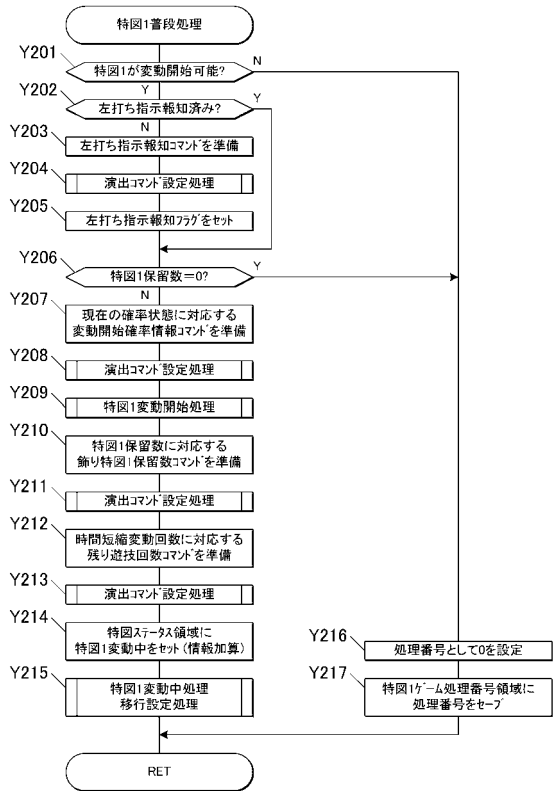 特図1普段処理
Y201
特図1が変動開始可能?
N
Y
Y202
左打ち指示報知済み?
Y
N
Y203
左打ち指示報知コマンドを準備
Y204
演出コマンド設定処理
Y205
左打ち指示報知フラグをセット
Y206
特図1保留数=0?
Y
N
Y207
現在の確率状態に対応する
変動開始確率情報コマンドを準備
Y208
演出コマンド設定処理
Y209
特図1変動開始処理
Y210
特図1保留数に対応する
飾り特図1保留数コマンドを準備
Y211
演出コマンド設定処理
Y212
時間短縮変動回数に対応する
残り遊技回数コマンドを準備
Y213
演出コマンド設定処理
Y214
特図ステータス領域に
特図1変動中をセット(情報加算)
Y215
特図1変動中処理
移行設定処理
Y216
処理番号として0を設定
Y217
特図1ゲーム処理番号領域に
処理番号をセーブ
RET